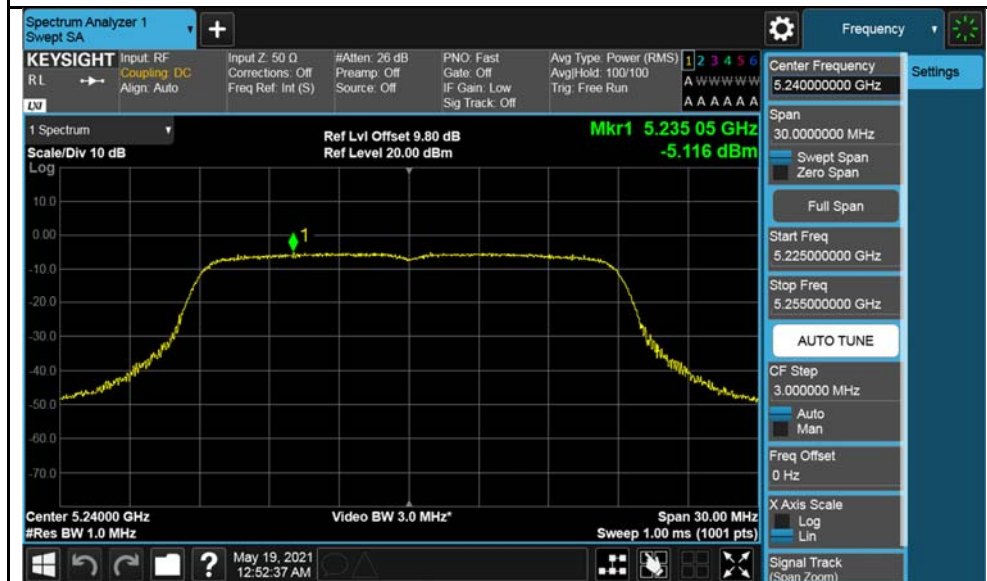 Spectrum Analyzer 1
Swept SA
Frequency
KEYSIGHT
RL
LXI
Input: RF
Coupling: DC
Align: Auto
Input Z: 50 Ω
Corrections: Off
Freq Ref: Int (S)
#Atten: 26 dB
Preamp: Off
Source: Off
PNO: Fast
Gate: Off
IF Gain: Low
Sig Track: Off
Avg Type: Power (RMS)
Avg|Hold: 100/100
Trig: Free Run
1 2 3 4 5 6
A W W W W W
A A A A A A
1 Spectrum
Scale/Div 10 dB
Log
Ref Lvl Offset 9.80 dB
Ref Level 20.00 dBm
Mkr1 5.235 05 GHz
-5.116 dBm
10.0
0.00
-10.0
-20.0
-30.0
-40.0
-50.0
-60.0
-70.0
1
Center 5.24000 GHz
#Res BW 1.0 MHz
Video BW 3.0 MHz*
Span 30.00 MHz
Sweep 1.00 ms (1001 pts)
May 19, 2021
12:52:37 AM
Center Frequency
5.240000000 GHz
Span
30.0000000 MHz
Swept Span
Zero Span
Full Span
Start Freq
5.225000000 GHz
Stop Freq
5.255000000 GHz
AUTO TUNE
CF Step
3.000000 MHz
Auto
Man
Freq Offset
0 Hz
X Axis Scale
Log
Lin
Signal Track
(Span Zoom)
Settings